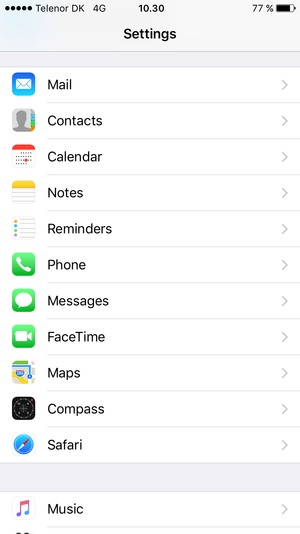 Telenor DK 4G 10.30 77 %
Settings
Mail
Contacts
Calendar
Notes
Reminders
Phone
Messages
FaceTime
Maps
Compass
Safari
Music